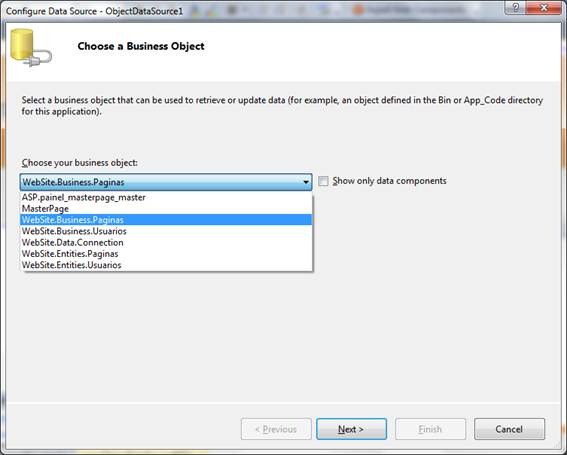 Configure Data Source - ObjectDataSource1
Choose a Business Object
Select a business object that can be used to retrieve or update data (for example, an object defined in the Bin or App_Code directory
for this application).
Choose your business object:
WebSite.Business.Paginas
Show only data components
ASP.painel_masterpage_master
MasterPage
WebSite.Business.Paginas
WebSite.Business.Usuarios
WebSite.Data.Connection
WebSite.Entities.Paginas
WebSite.Entities.Usuarios
< Previous
Next >
Finish
Cancel